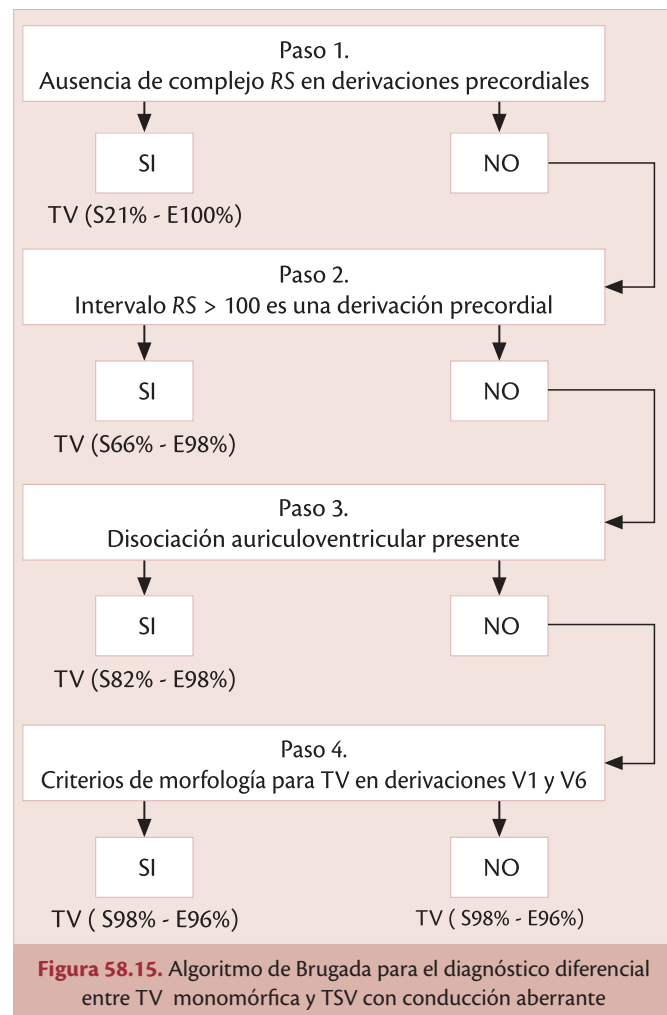 Paso 1.
Ausencia de complejo RS en derivaciones precordiales
SI
NO
TV (S21% - E100%)
Paso 2.
Intervalo RS > 100 es una derivación precordial
SI
NO
TV (S66% - E98%)
Paso 3.
Disociación auriculoventricular presente
SI
NO
TV (S82% - E98%)
Paso 4.
Criterios de morfología para TV en derivaciones V1 y V6
SI
NO
TV ( S98% - E96%)
TV ( S98% - E96%)
Figura 58.15. Algoritmo de Brugada para el diagnóstico diferencial
entre TV monomórfica y TSV con conducción aberrante